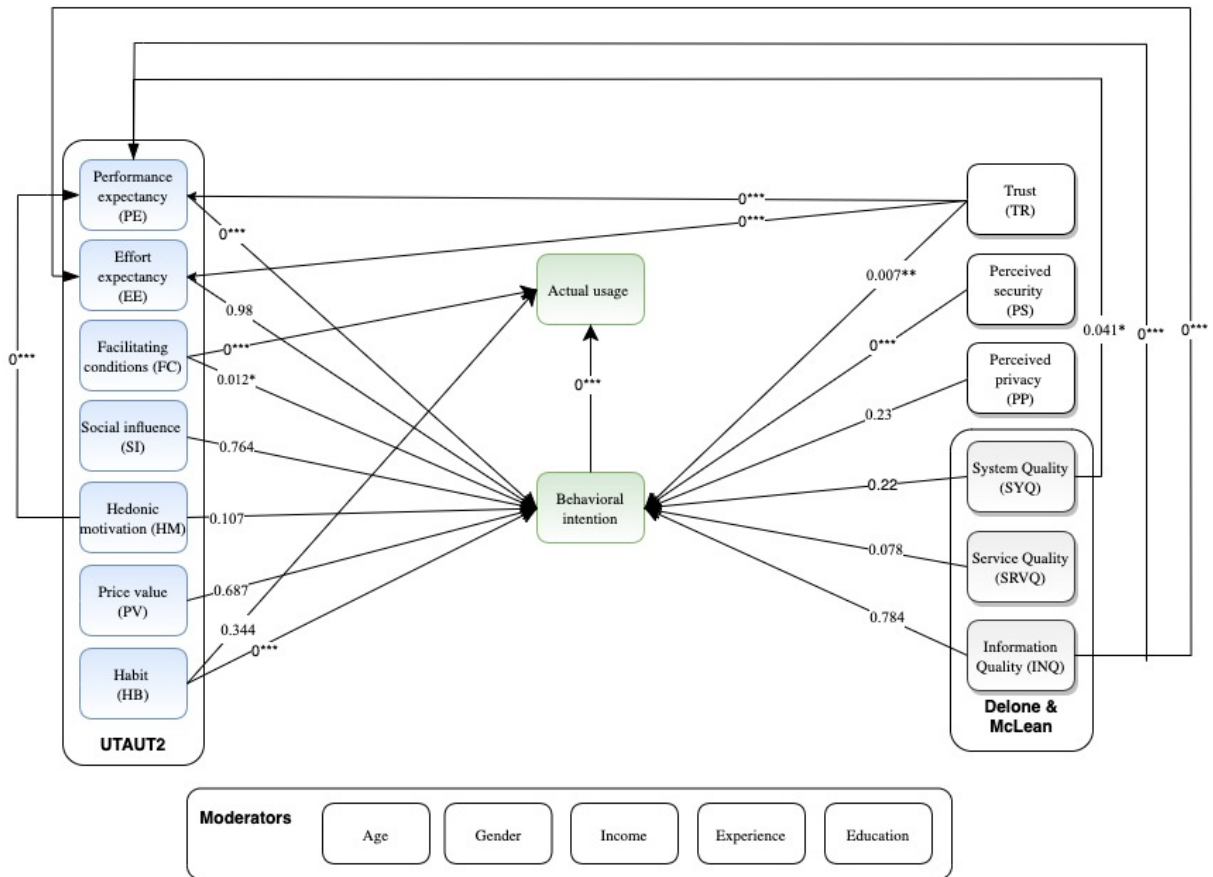 Performance
expectancy
(PE)
Effort
expectancy
(EE)
Facilitating
conditions (FC)
Social influence
(SI)
Hedonic
motivation (HM)
Price value
(PV)
Habit
(HB)
UTAUT2
0***
0***
0.98
0***
0.012*
0.764
0.107
0.687
0.344
0***
Actual usage
0***
Behavioral
intention
0***
0***
0.007**
0***
0.23
0.22
0.078
0.784
Trust
(TR)
Perceived
security
(PS)
Perceived
privacy
(PP)
System Quality
(SYQ)
Service Quality
(SRVQ)
Information
Quality (INQ)
Delone &
McLean
0.041*
0***
0***
Moderators
Age
Gender
Income
Experience
Education